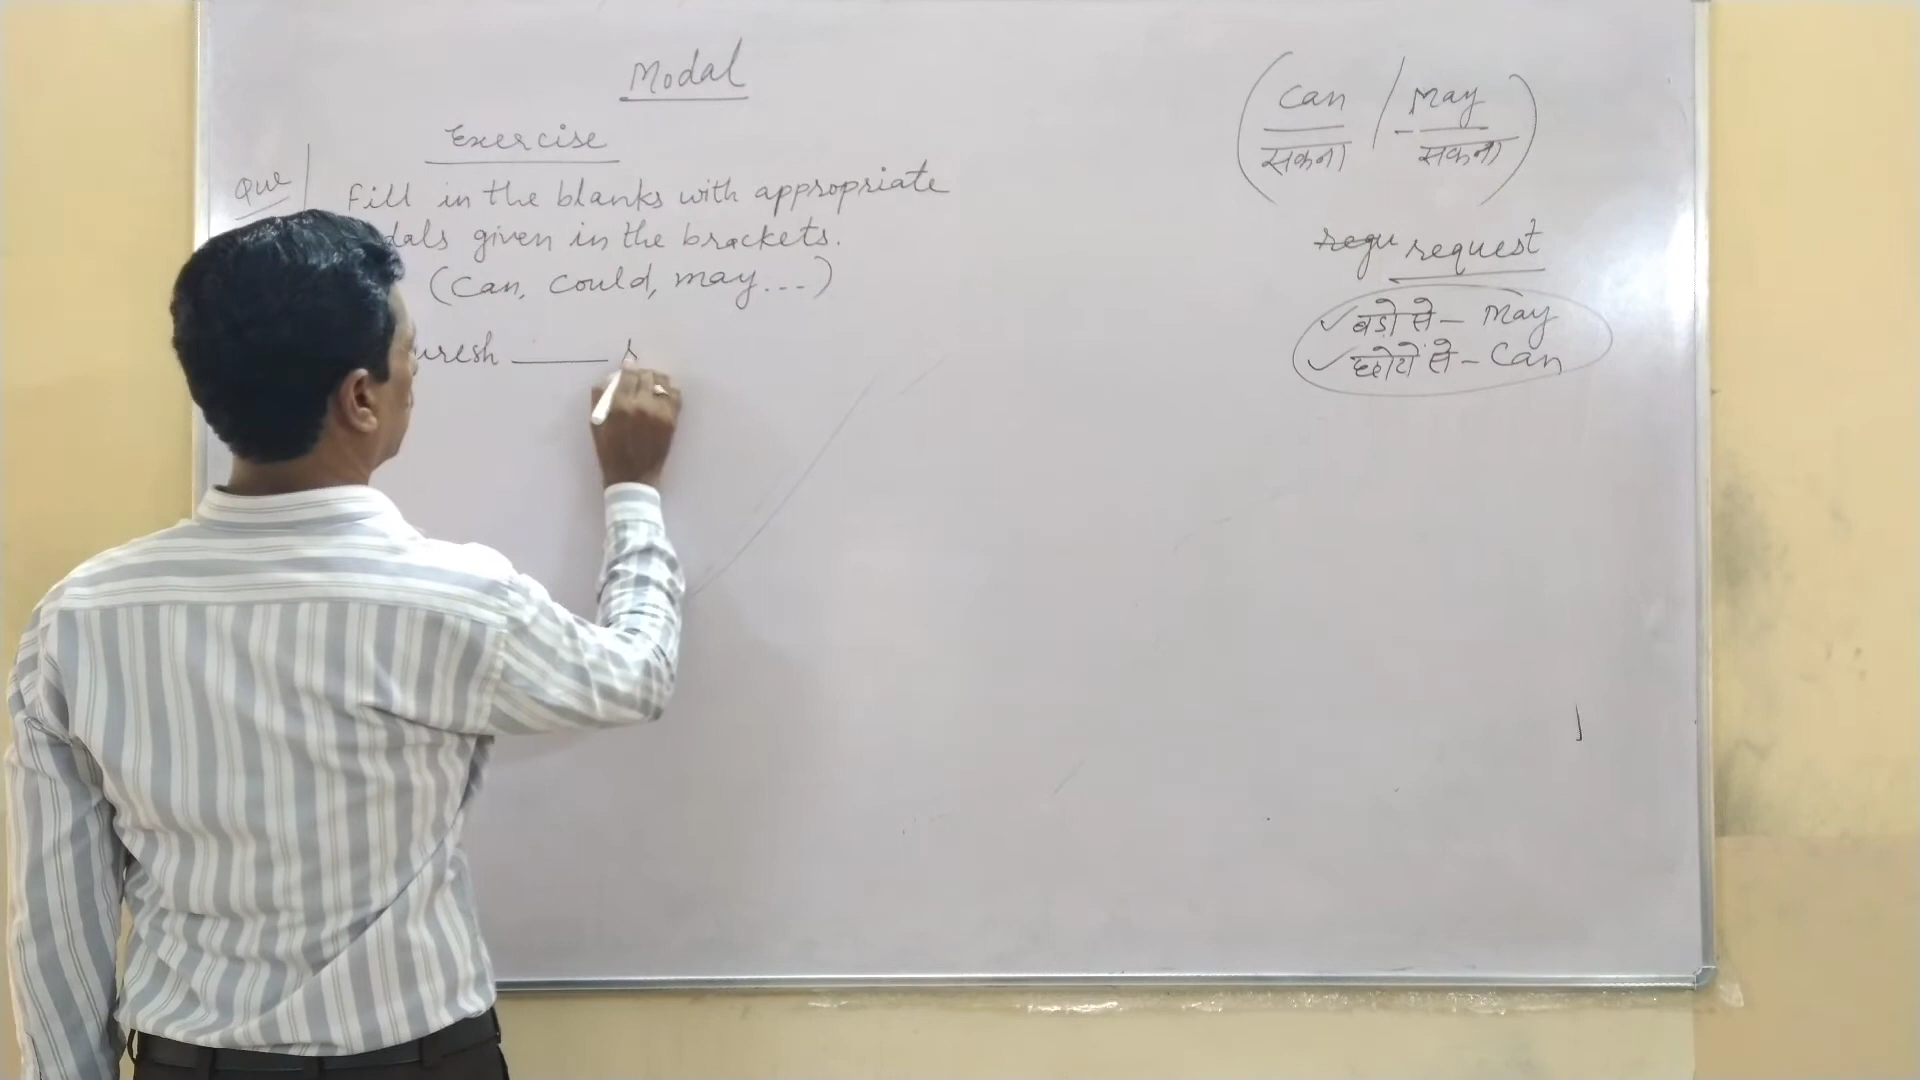 Modal
Exercise
Que
Fill in the blanks with appropriate
dals given in the brackets.
(Can, Could, may...)
uresh ______
(Can / May)
सकना सकना
regu request
✓ बड़ो से - May
✓ छोटों से - Can